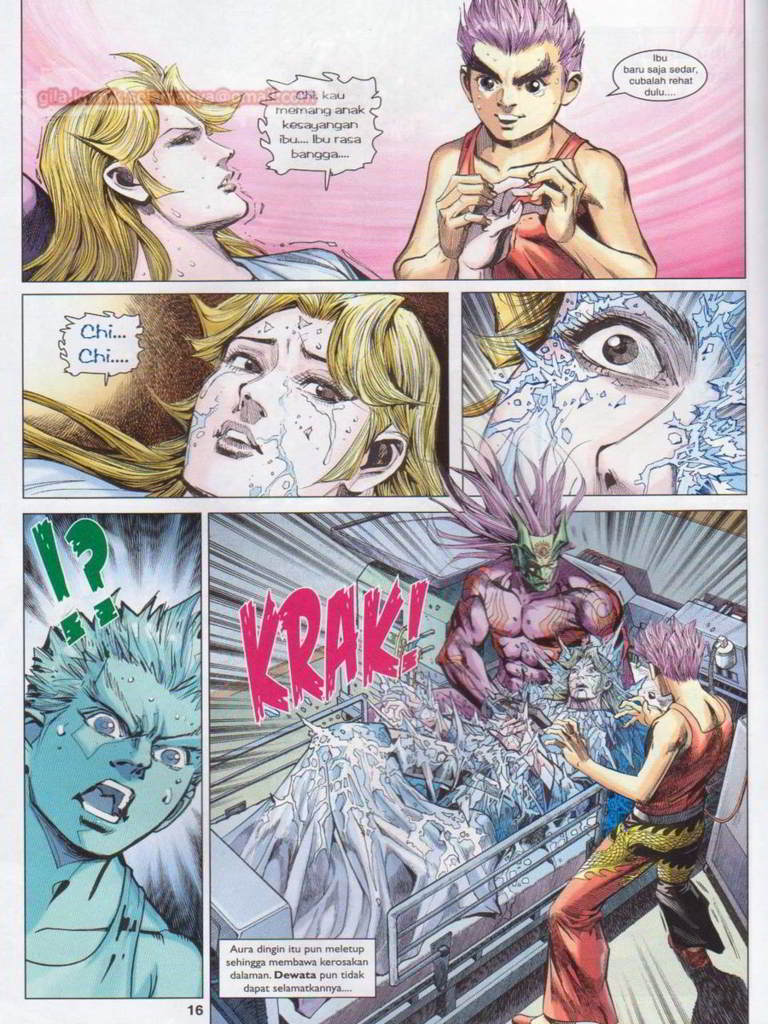 Chi, kau
memang anak
kesayangan
ibu.... Ibu rasa
bangga....
Ibu
baru saja sedar,
cubalah rehat
dulu....
Chi...
Chi....
!?
KRAK!
Aura dingin itu pun meletup
sehingga membawa kerosakan
dalaman. Dewata pun tidak
dapat selamatkannya....
16